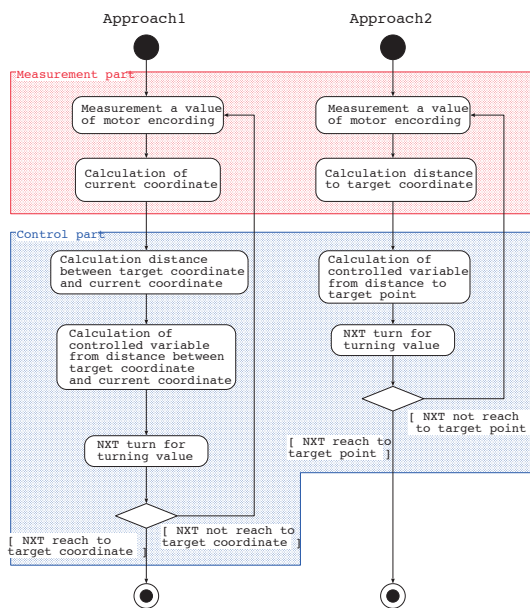 Approach1
Approach2
Measurement part
Measurement a value
of motor encording
Measurement a value
of motor encording
Calculation of
current coordinate
Calculation distance
to target coordinate
Control part
Calculation distance
between target coordinate
and current coordinate
Calculation of
controlled variable
from distance to
target point
Calculation of
controlled variable
from distance between
target coordinate
and current coordinate
NXT turn for
turning value
[ NXT not reach
to target point ]
[ NXT reach to
target point ]
NXT turn for
turning value
[ NXT reach to
target coordinate ]
[ NXT not reach to
target coordinate ]